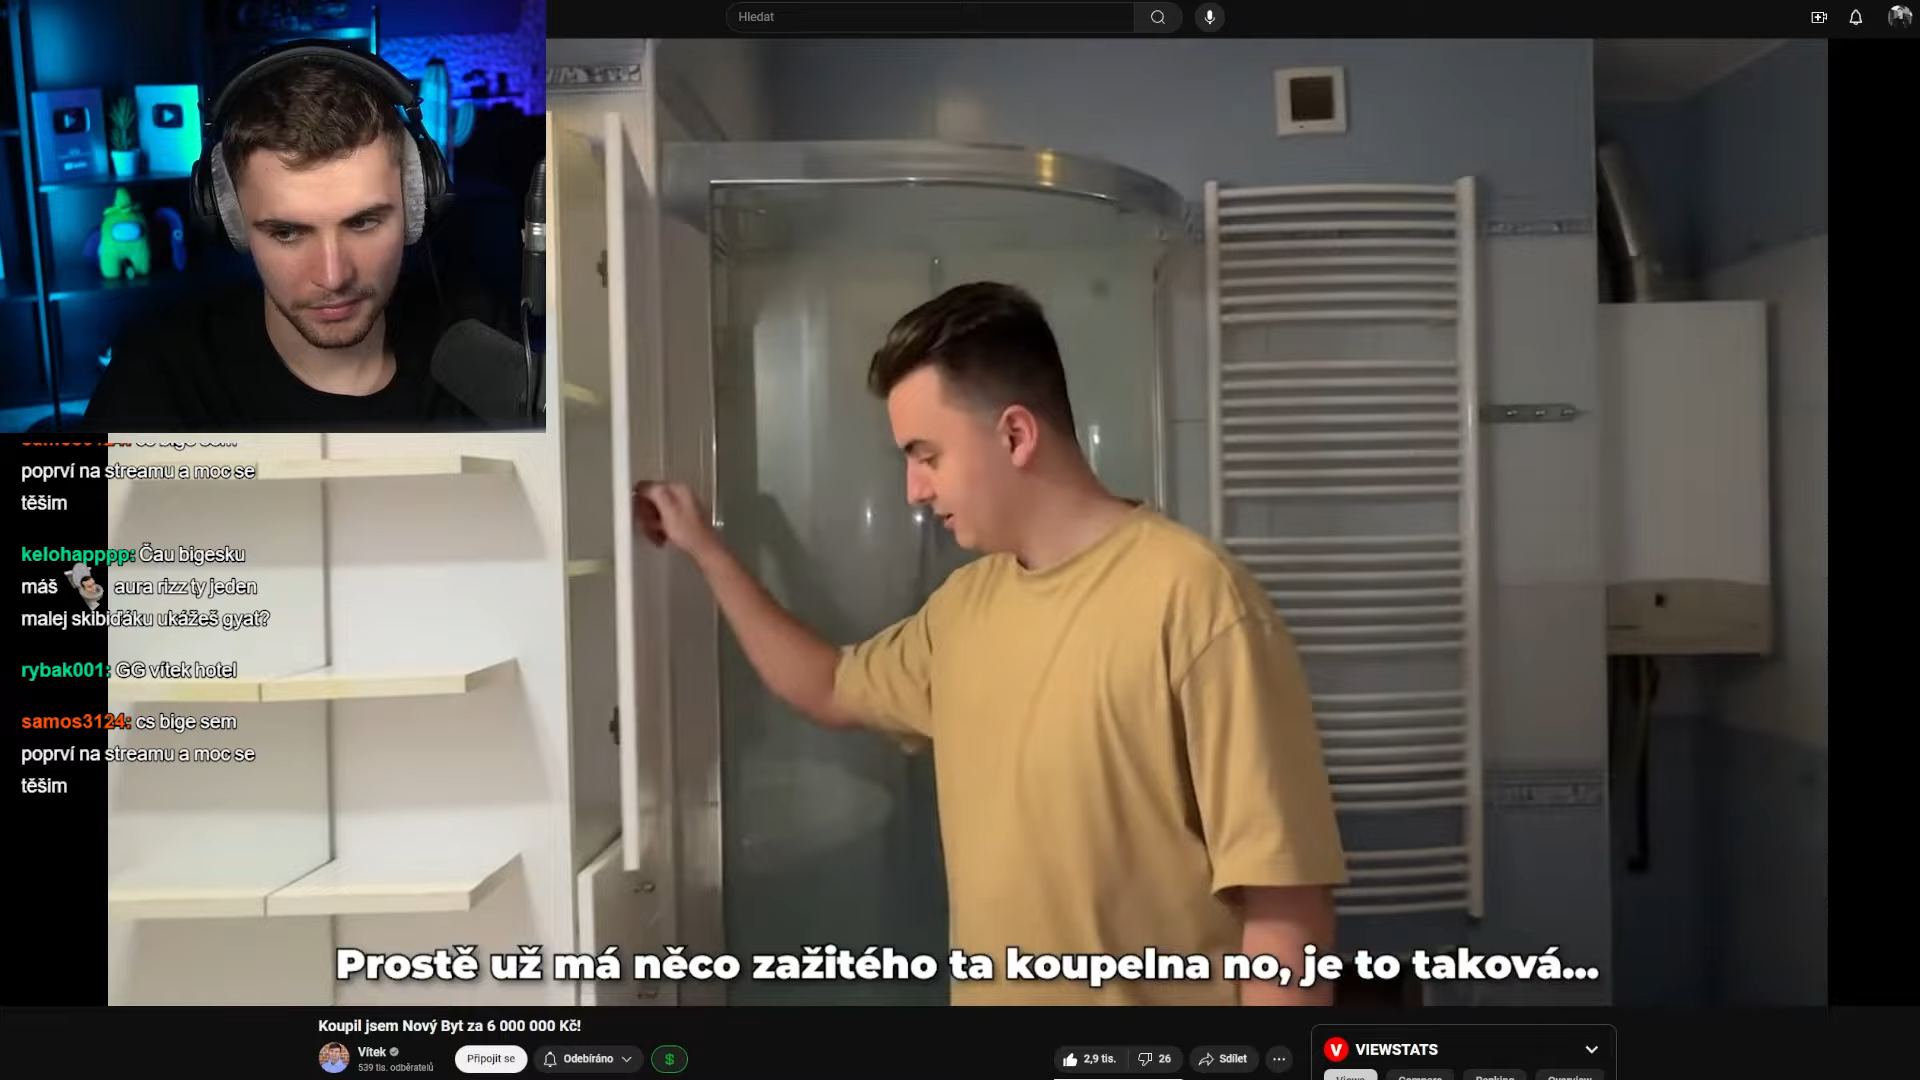 Hledat
poprví na streamu a moc se
těšim
kelohapppp: Čau bigesku
máš aura rizz ty jeden
malej skibiďáku ukážeš gyat?
rybak001: GG vítek hotel
samos3124: cs bige sem
poprví na streamu a moc se
těšim
Prostě už má něco zažitého ta koupelna no, je to taková...
Koupil jsem Nový Byt za 6 000 000 Kč!
Vítek
539 tis. odběratelů
Připojit se
Odebíráno
$
2,9 tis.
26
Sdílet
V VIEWSTATS